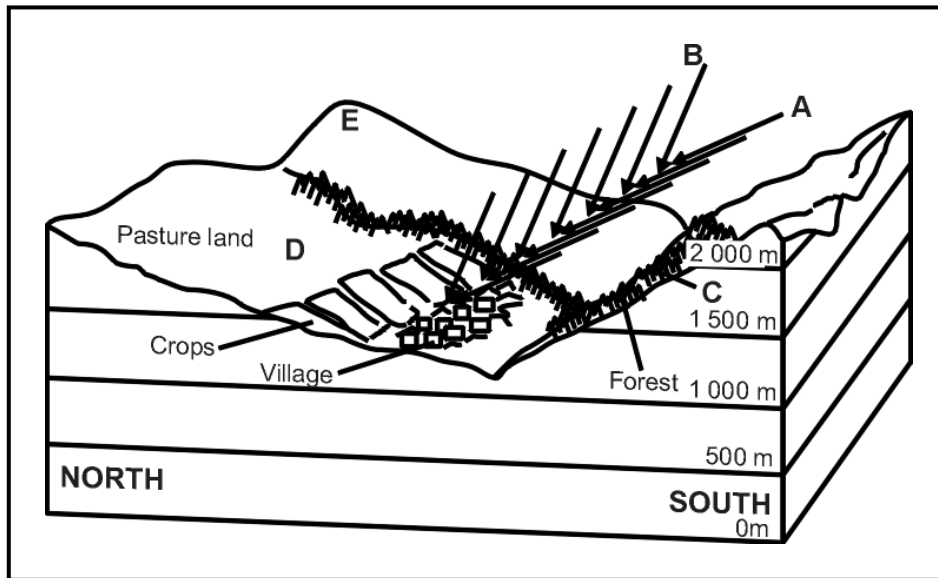 B
A
E
Pasture land
D
2 000 m
C
1 500 m
Crops
Village
Forest
1 000 m
500 m
NORTH
SOUTH
0m